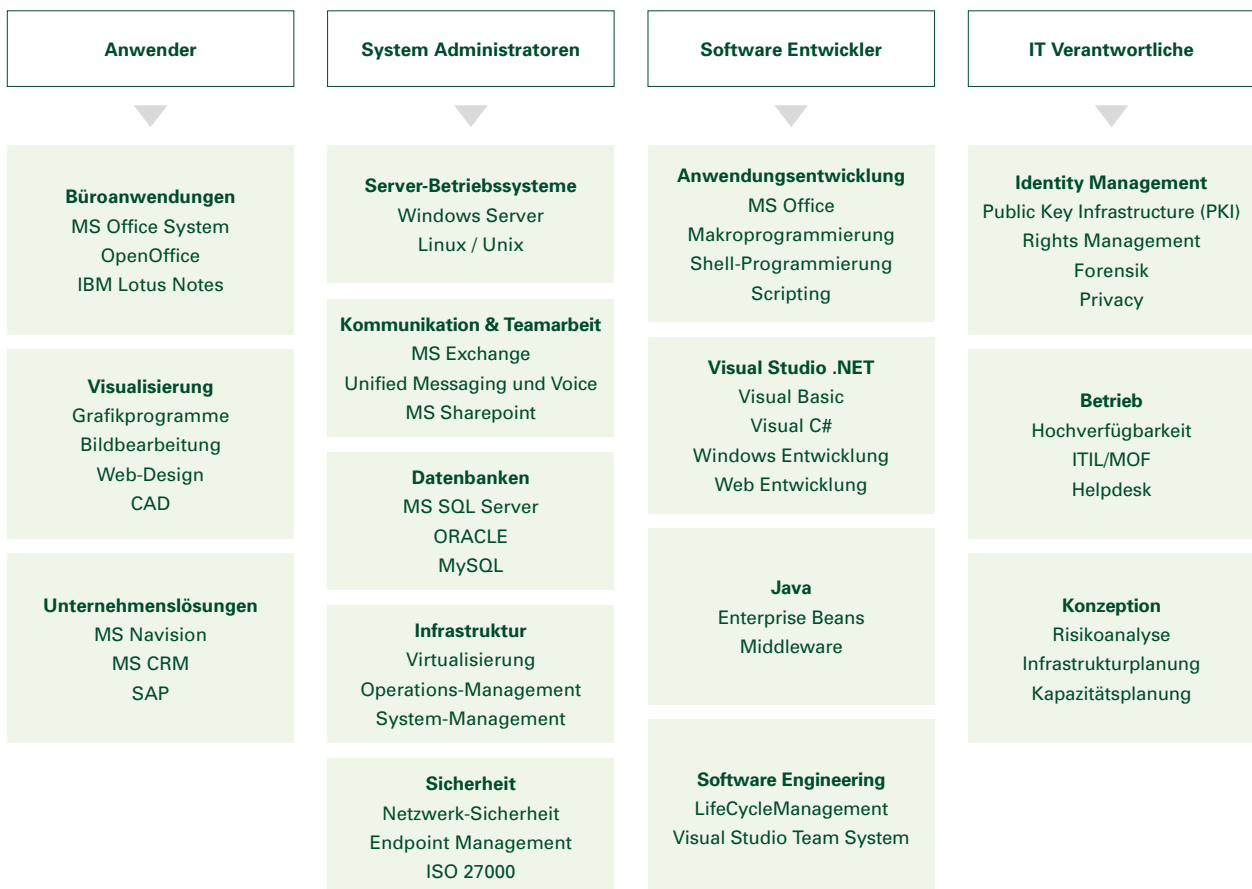 Anwender
Büroanwendungen
MS Office System
OpenOffice
IBM Lotus Notes
Visualisierung
Grafikprogramme
Bildbearbeitung
Web-Design
CAD
Unternehmenslösungen
MS Navision
MS CRM
SAP
System Administratoren
Server-Betriebssysteme
Windows Server
Linux / Unix
Kommunikation & Teamarbeit
MS Exchange
Unified Messaging und Voice
MS Sharepoint
Datenbanken
MS SQL Server
ORACLE
MySQL
Infrastruktur
Virtualisierung
Operations-Management
System-Management
Sicherheit
Netzwerk-Sicherheit
Endpoint Management
ISO 27000
Software Entwickler
Anwendungsentwicklung
MS Office
Makroprogrammierung
Shell-Programmierung
Scripting
Visual Studio .NET
Visual Basic
Visual C#
Windows Entwicklung
Web Entwicklung
Java
Enterprise Beans
Middleware
Software Engineering
LifeCycleManagement
Visual Studio Team System
IT Verantwortliche
Identity Management
Public Key Infrastructure (PKI)
Rights Management
Forensik
Privacy
Betrieb
Hochverfügbarkeit
ITIL/MOF
Helpdesk
Konzeption
Risikoanalyse
Infrastrukturplanung
Kapazitätsplanung